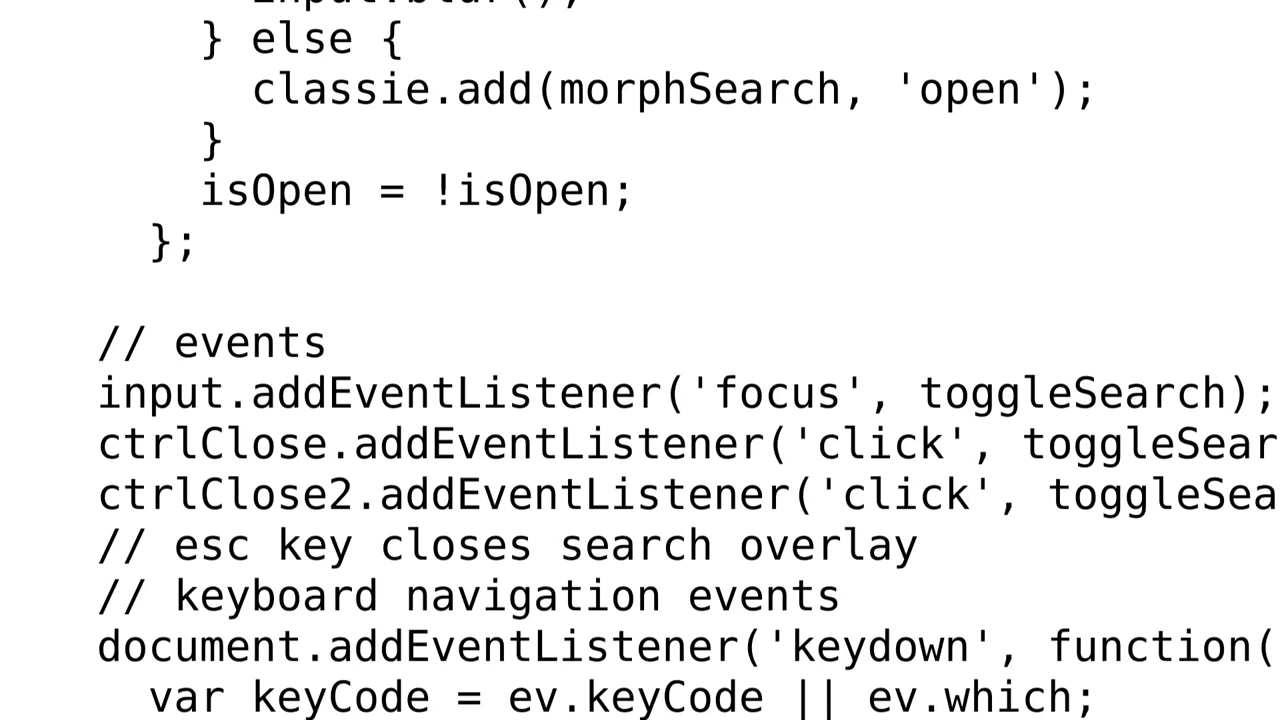 input.blur();
} else {
classie.add(morphSearch, 'open');
}
isOpen = !isOpen;
};
// events
input.addEventListener('focus', toggleSearch);
ctrlClose.addEventListener('click', toggleSear
ctrlClose2.addEventListener('click', toggleSea
// esc key closes search overlay
// keyboard navigation events
document.addEventListener('keydown', function(
var keyCode = ev.keyCode || ev.which;